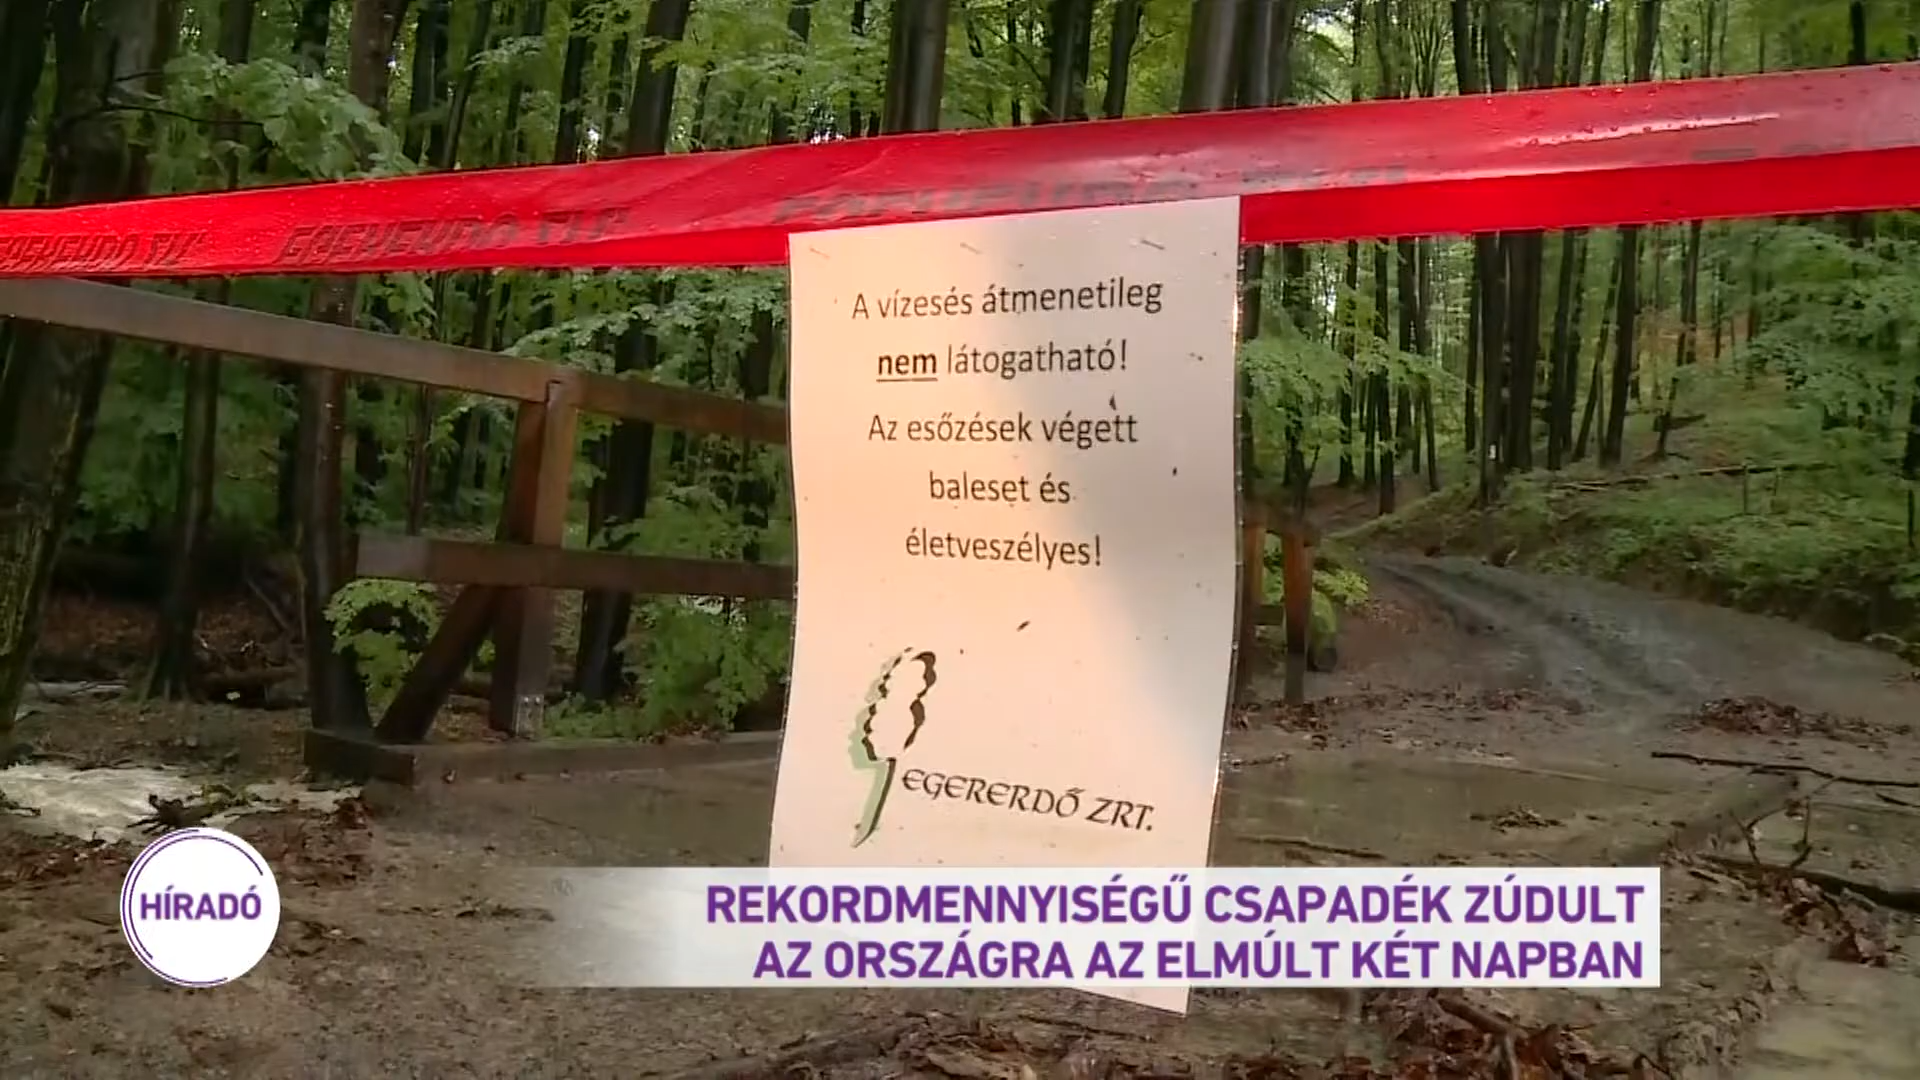 EGERERDO
A vízesés átmenetileg
nem látogatható!
Az esőzések végett
baleset és
életveszélyes!
EGERERDŐ ZRT.
HÍRADÓ
REKORDMENNYISÉGŰ CSAPADÉK ZÚDULT
AZ ORSZÁGRA AZ ELMÚLT KÉT NAPBAN